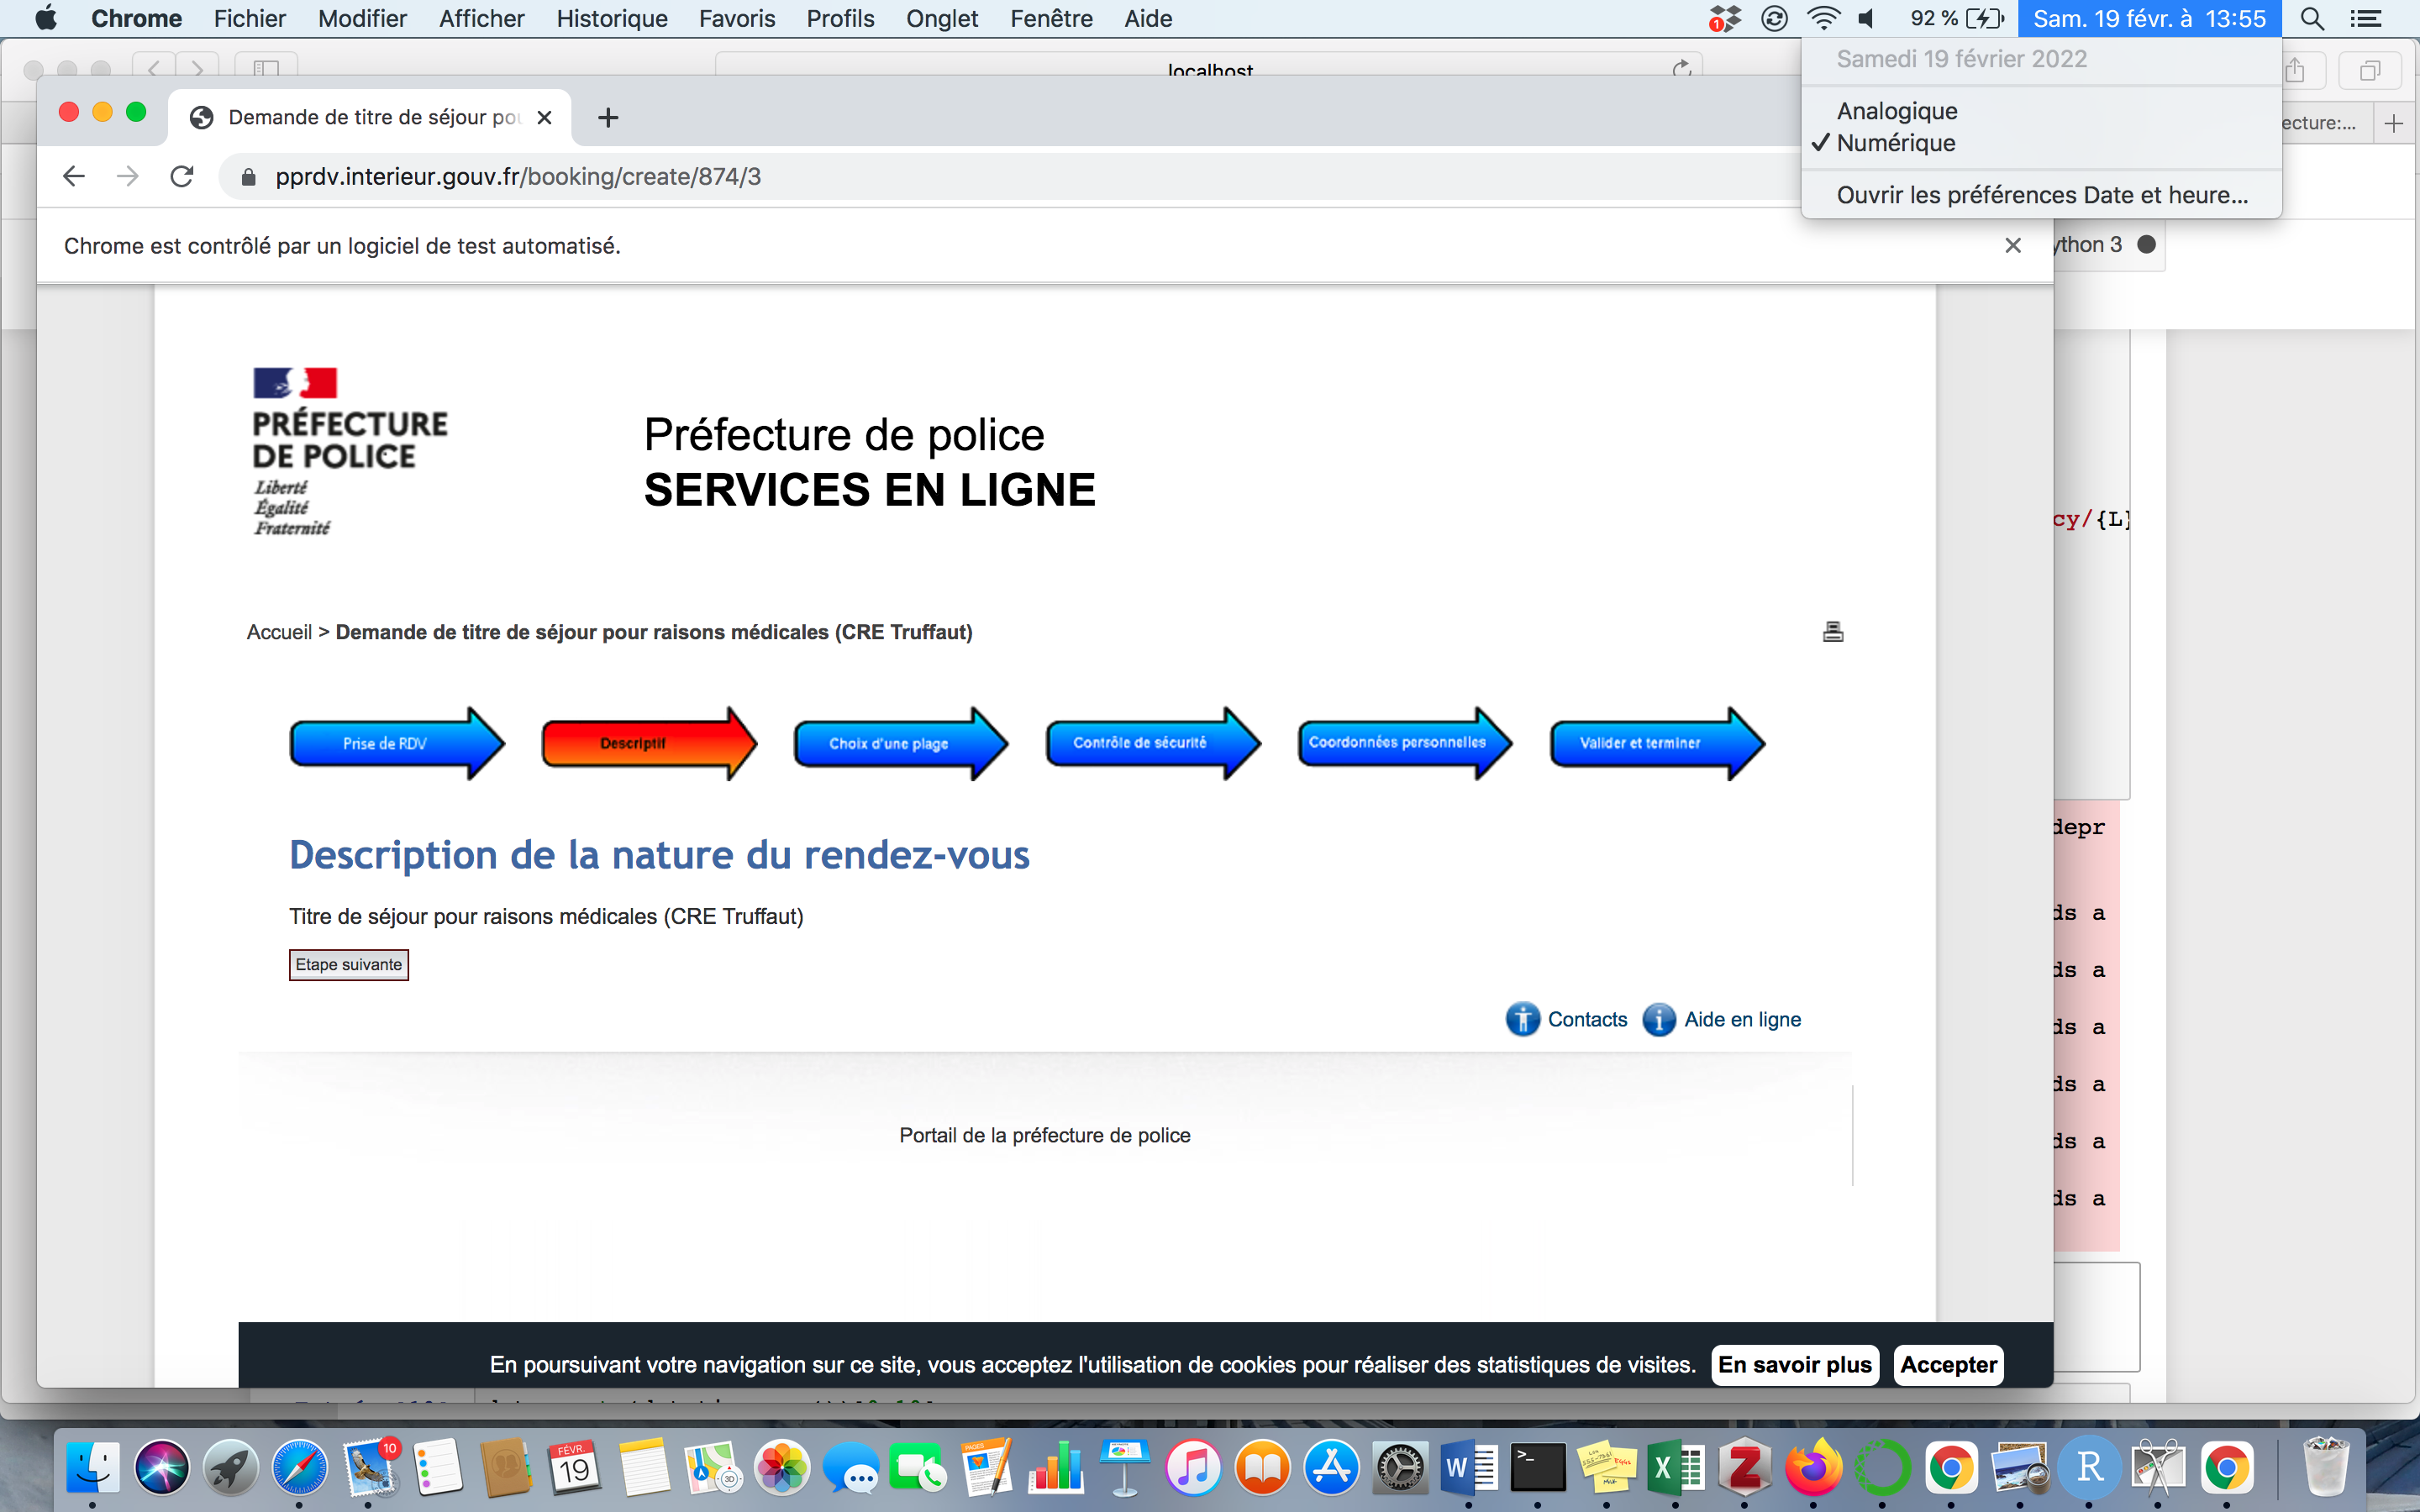 Chrome Fichier Modifier Afficher Historique Favoris Profils Onglet Fenêtre Aide
1 92 % Sam. 19 févr. à 13:55
localhost
Samedi 19 février 2022
Analogique
✓ Numérique
Ouvrir les préférences Date et heure...
ecture:...
Demande de titre de séjour pou
pprdv.interieur.gouv.fr/booking/create/874/3
Chrome est contrôlé par un logiciel de test automatisé.
ython 3
PRÉFECTURE
DE POLICE
Liberté
Égalité
Fraternité
Préfecture de police
SERVICES EN LIGNE
cy/{L}
Accueil > Demande de titre de séjour pour raisons médicales (CRE Truffaut)
Prise de RDV
Descriptif
Choix d'une plage
Contrôle de sécurité
Coordonnées personnelles
Valider et terminer
depr
Description de la nature du rendez-vous
Titre de séjour pour raisons médicales (CRE Truffaut)
ds a
Etape suivante
ds a
Contacts
Aide en ligne
ds a
ds a
Portail de la préfecture de police
ds a
ds a
En poursuivant votre navigation sur ce site, vous acceptez l'utilisation de cookies pour réaliser des statistiques de visites. En savoir plus Accepter
10
FÉVR.
19
3D
PAGES
W
>_
X
Z
R